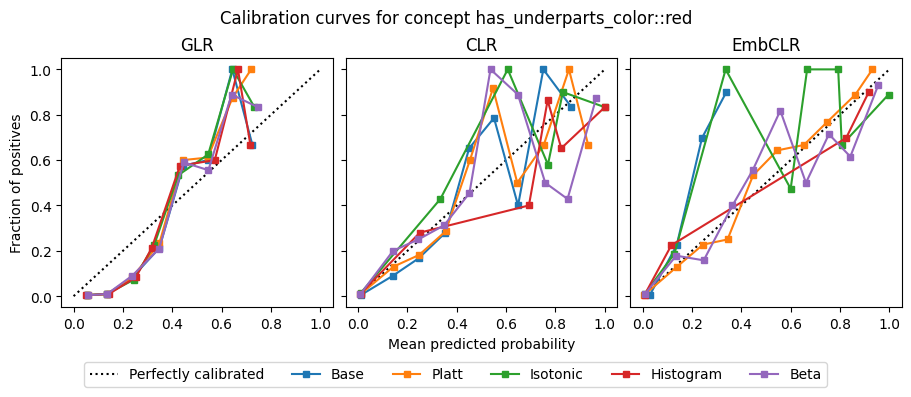 Calibration curves for concept has_underparts_color::red
GLR
CLR
EmbCLR
Fraction of positives
1.0
0.8
0.6
0.4
0.2
0.0
0.0 0.2 0.4 0.6 0.8 1.0
0.0 0.2 0.4 0.6 0.8 1.0
0.0 0.2 0.4 0.6 0.8 1.0
Mean predicted probability
Perfectly calibrated Base Platt Isotonic Histogram Beta